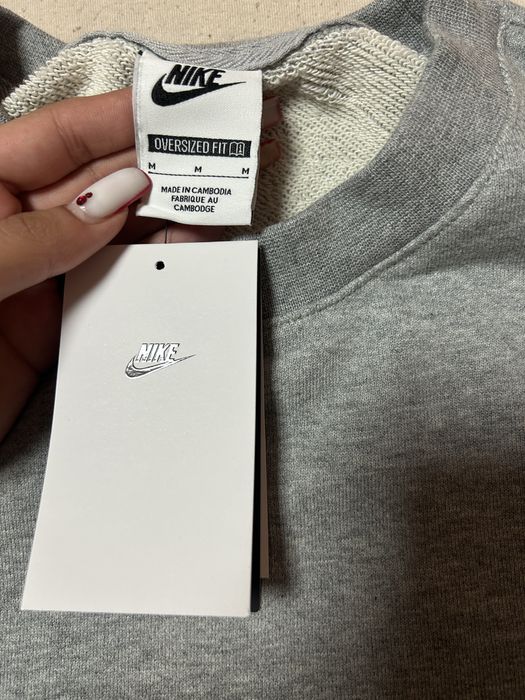 NIKE
OVERSIZED FIT
M M M
MADE IN CAMBODIA
FABRIQUE AU
CAMBODGE
NIKE